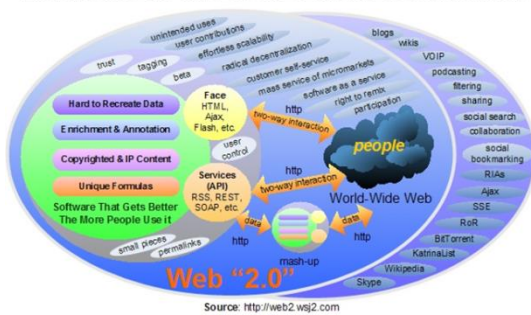 unintended uses
user contributions
effortless scalability
radical decentralization
customer self-service
mass service of micromarkets
software as a service
right to remix
participation
trust
tagging
beta
blogs
wikis
VOIP
podcasting
filtering
sharing
social search
collaboration
social
bookmarking
RIAs
Ajax
SSE
RoR
BitTorrent
KatrinaList
Wikipedia
Skype
Hard to Recreate Data
Enrichment & Annotation
Copyrighted & IP Content
Unique Formulas
Software That Gets Better
The More People Use it
Face
HTML,
Ajax,
Flash, etc.
user
control
Services
(API)
RSS, REST,
SOAP, etc.
http
two-way interaction
people
http
two-way interaction
World-Wide Web
data
http
data
http
mash-up
small pieces
permalinks
Web "2.0"
Source: http://web2.wsj2.com